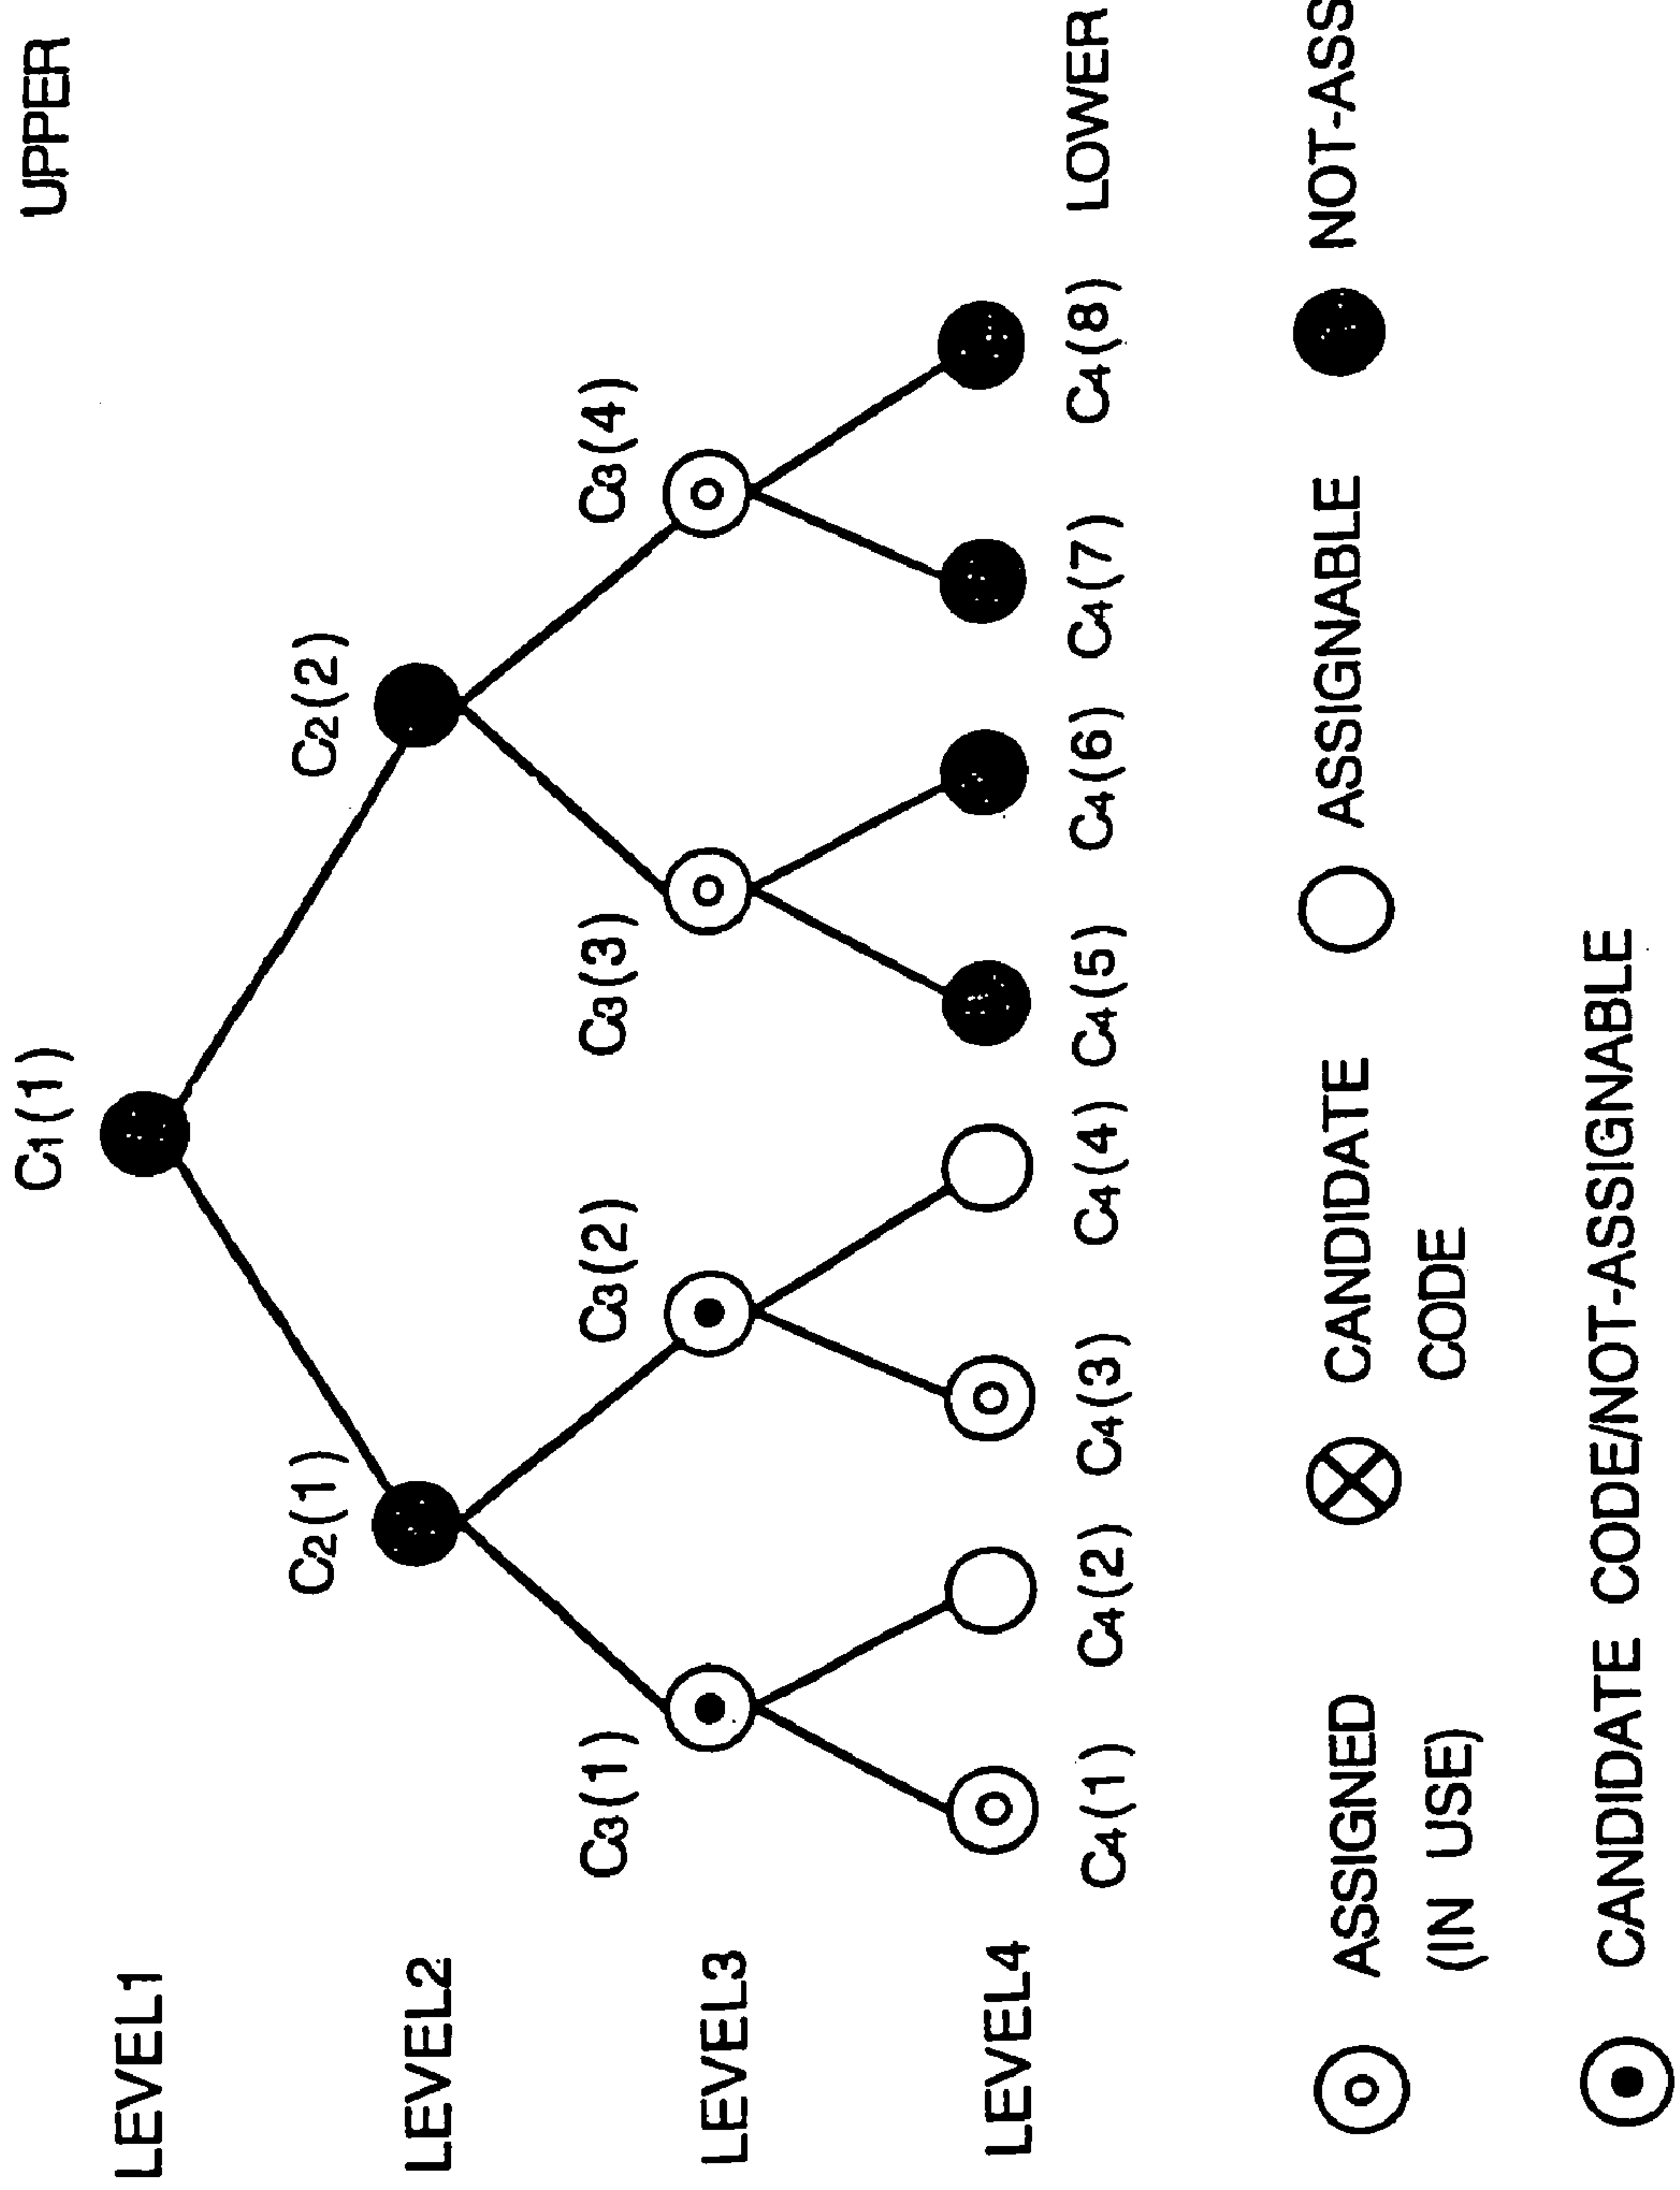 UPPER
C1(1)
LEVEL1
C2(1) C2(2)
LEVEL2
C3(1) C3(2) C3(3) C3(4)
LEVEL3
LEVEL4
C4(1) C4(2) C4(3) C4(4) C4(5) C4(6) C4(7) C4(8) LOWER
ASSIGNED CANDIDATE ASSIGNABLE NOT-ASS
(IN USE) CODE
CANDIDATE CODE/NOT-ASSIGNABLE